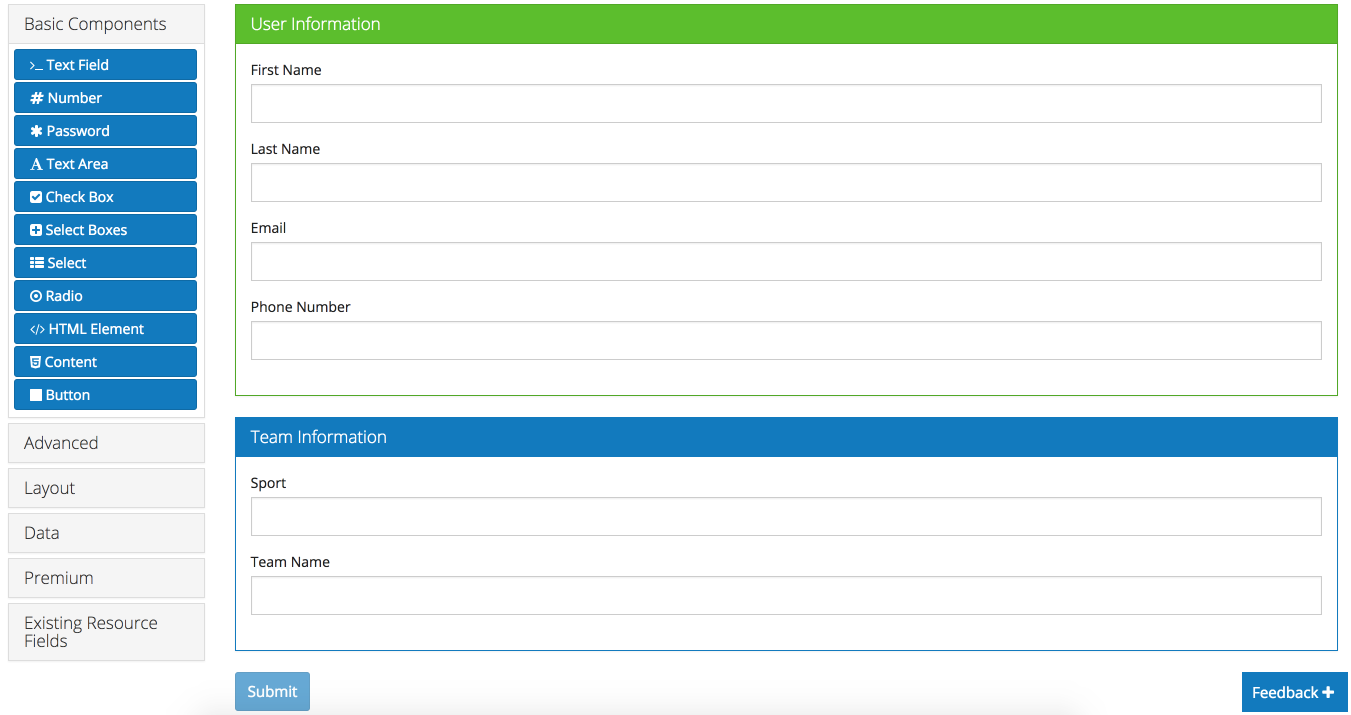 Basic Components
>_ Text Field
# Number
✱ Password
A Text Area
Check Box
Select Boxes
Select
Radio
</> HTML Element
Content
Button
Advanced
Layout
Data
Premium
Existing Resource
Fields
User Information
First Name
Last Name
Email
Phone Number
Team Information
Sport
Team Name
Submit
Feedback +